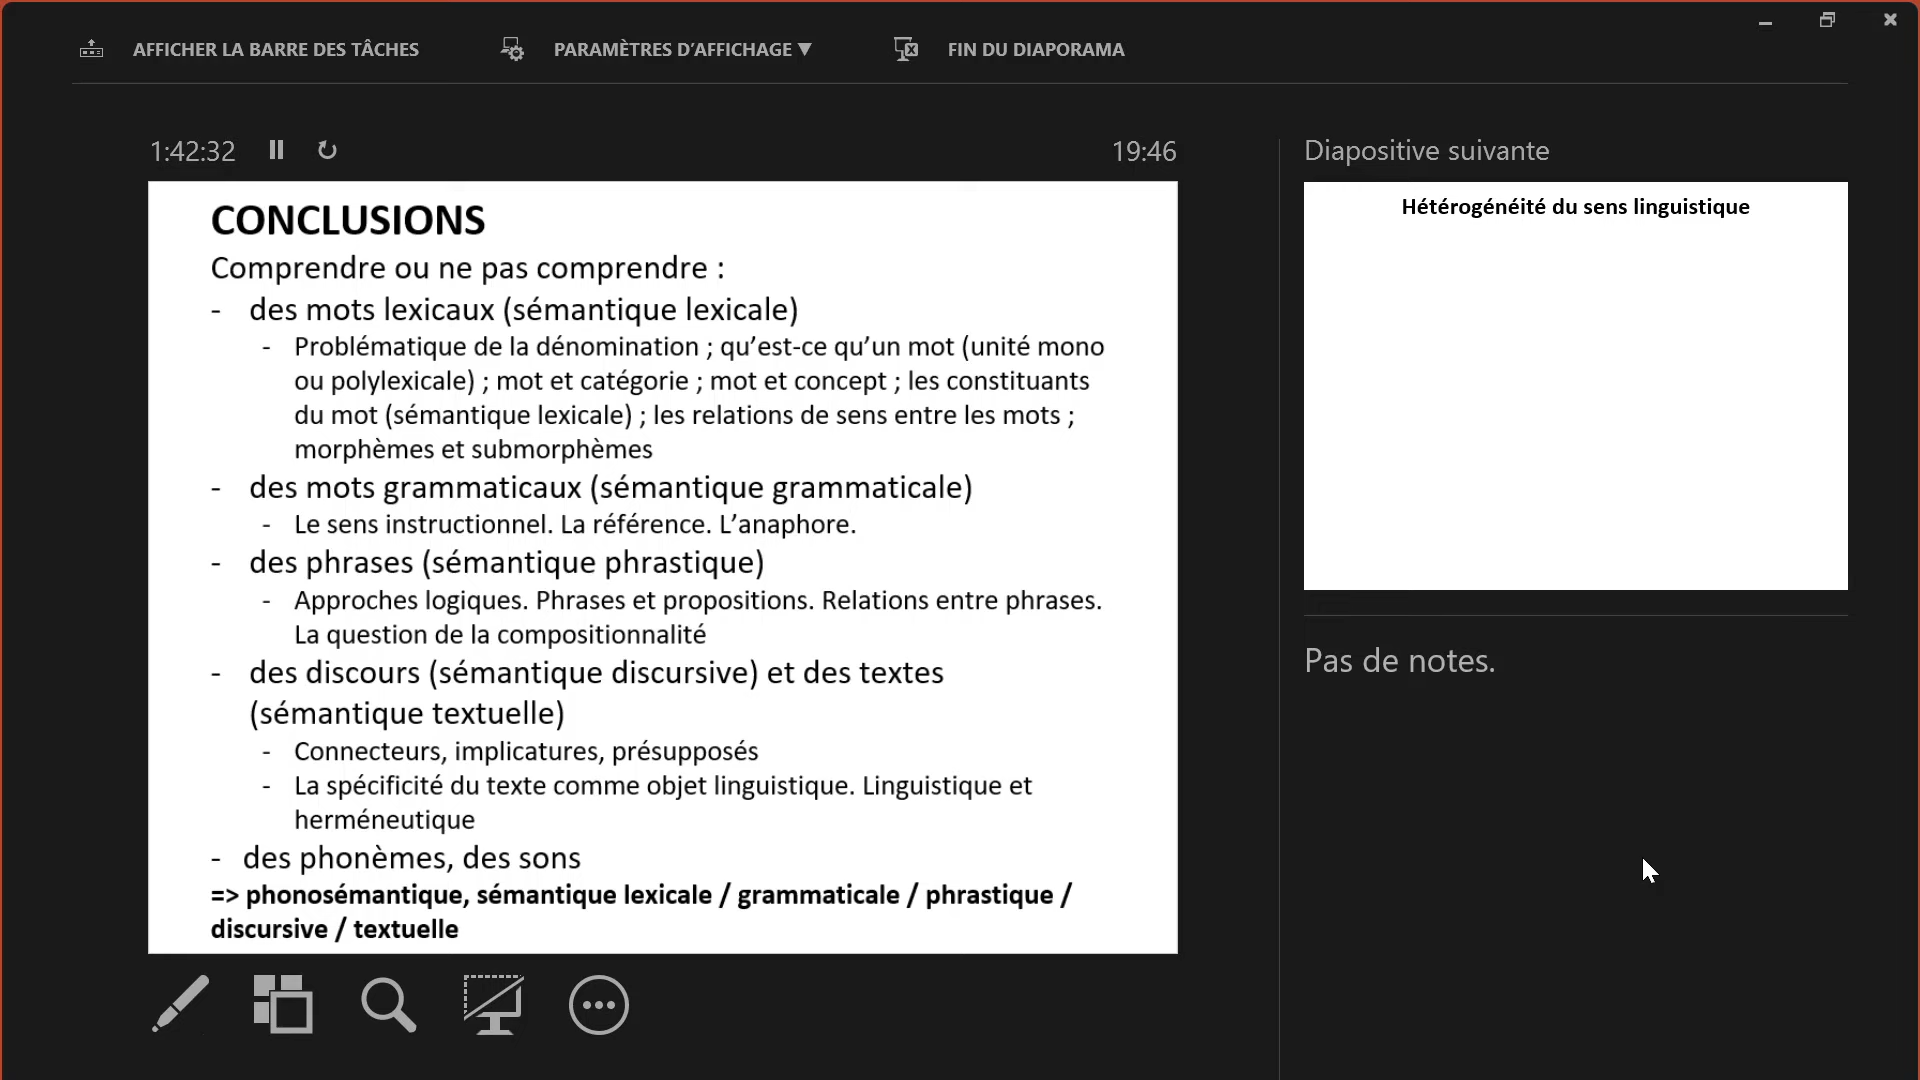 AFFICHER LA BARRE DES TÂCHES
PARAMÈTRES D'AFFICHAGE ▼
FIN DU DIAPORAMA
1:42:32
19:46
CONCLUSIONS
Comprendre ou ne pas comprendre :
- des mots lexicaux (sémantique lexicale)
- Problématique de la dénomination ; qu’est-ce qu’un mot (unité mono
ou polylexicale) ; mot et catégorie ; mot et concept ; les constituants
du mot (sémantique lexicale) ; les relations de sens entre les mots ;
morphèmes et submorphèmes
- des mots grammaticaux (sémantique grammaticale)
- Le sens instructionnel. La référence. L’anaphore.
- des phrases (sémantique phrastique)
- Approches logiques. Phrases et propositions. Relations entre phrases.
La question de la compositionnalité
- des discours (sémantique discursive) et des textes
(sémantique textuelle)
- Connecteurs, implicatures, présupposés
- La spécificité du texte comme objet linguistique. Linguistique et
herméneutique
- des phonèmes, des sons
=> phonosémantique, sémantique lexicale / grammaticale / phrastique /
discursive / textuelle
Diapositive suivante
Hétérogénéité du sens linguistique
Pas de notes.